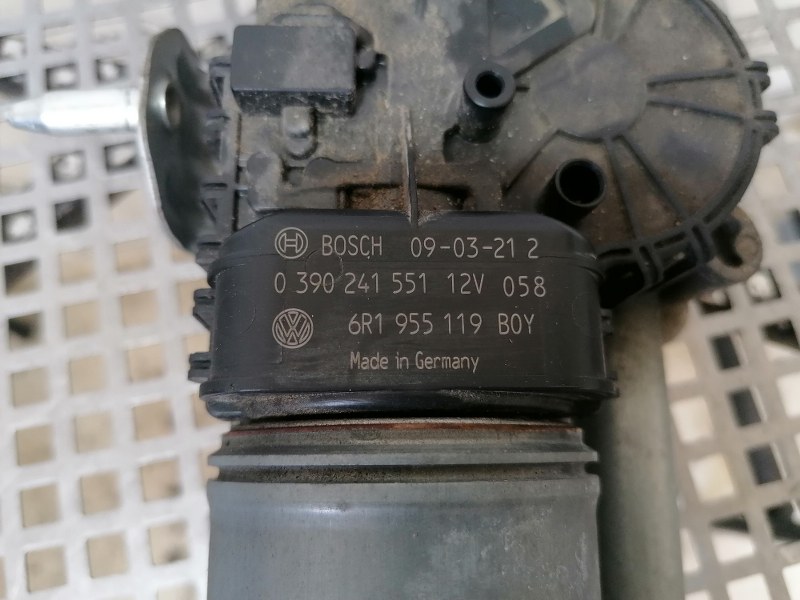 BOSCH 09-03-21 2
0 390 241 551 12V 058
6R1 955 119 B0Y
Made in Germany